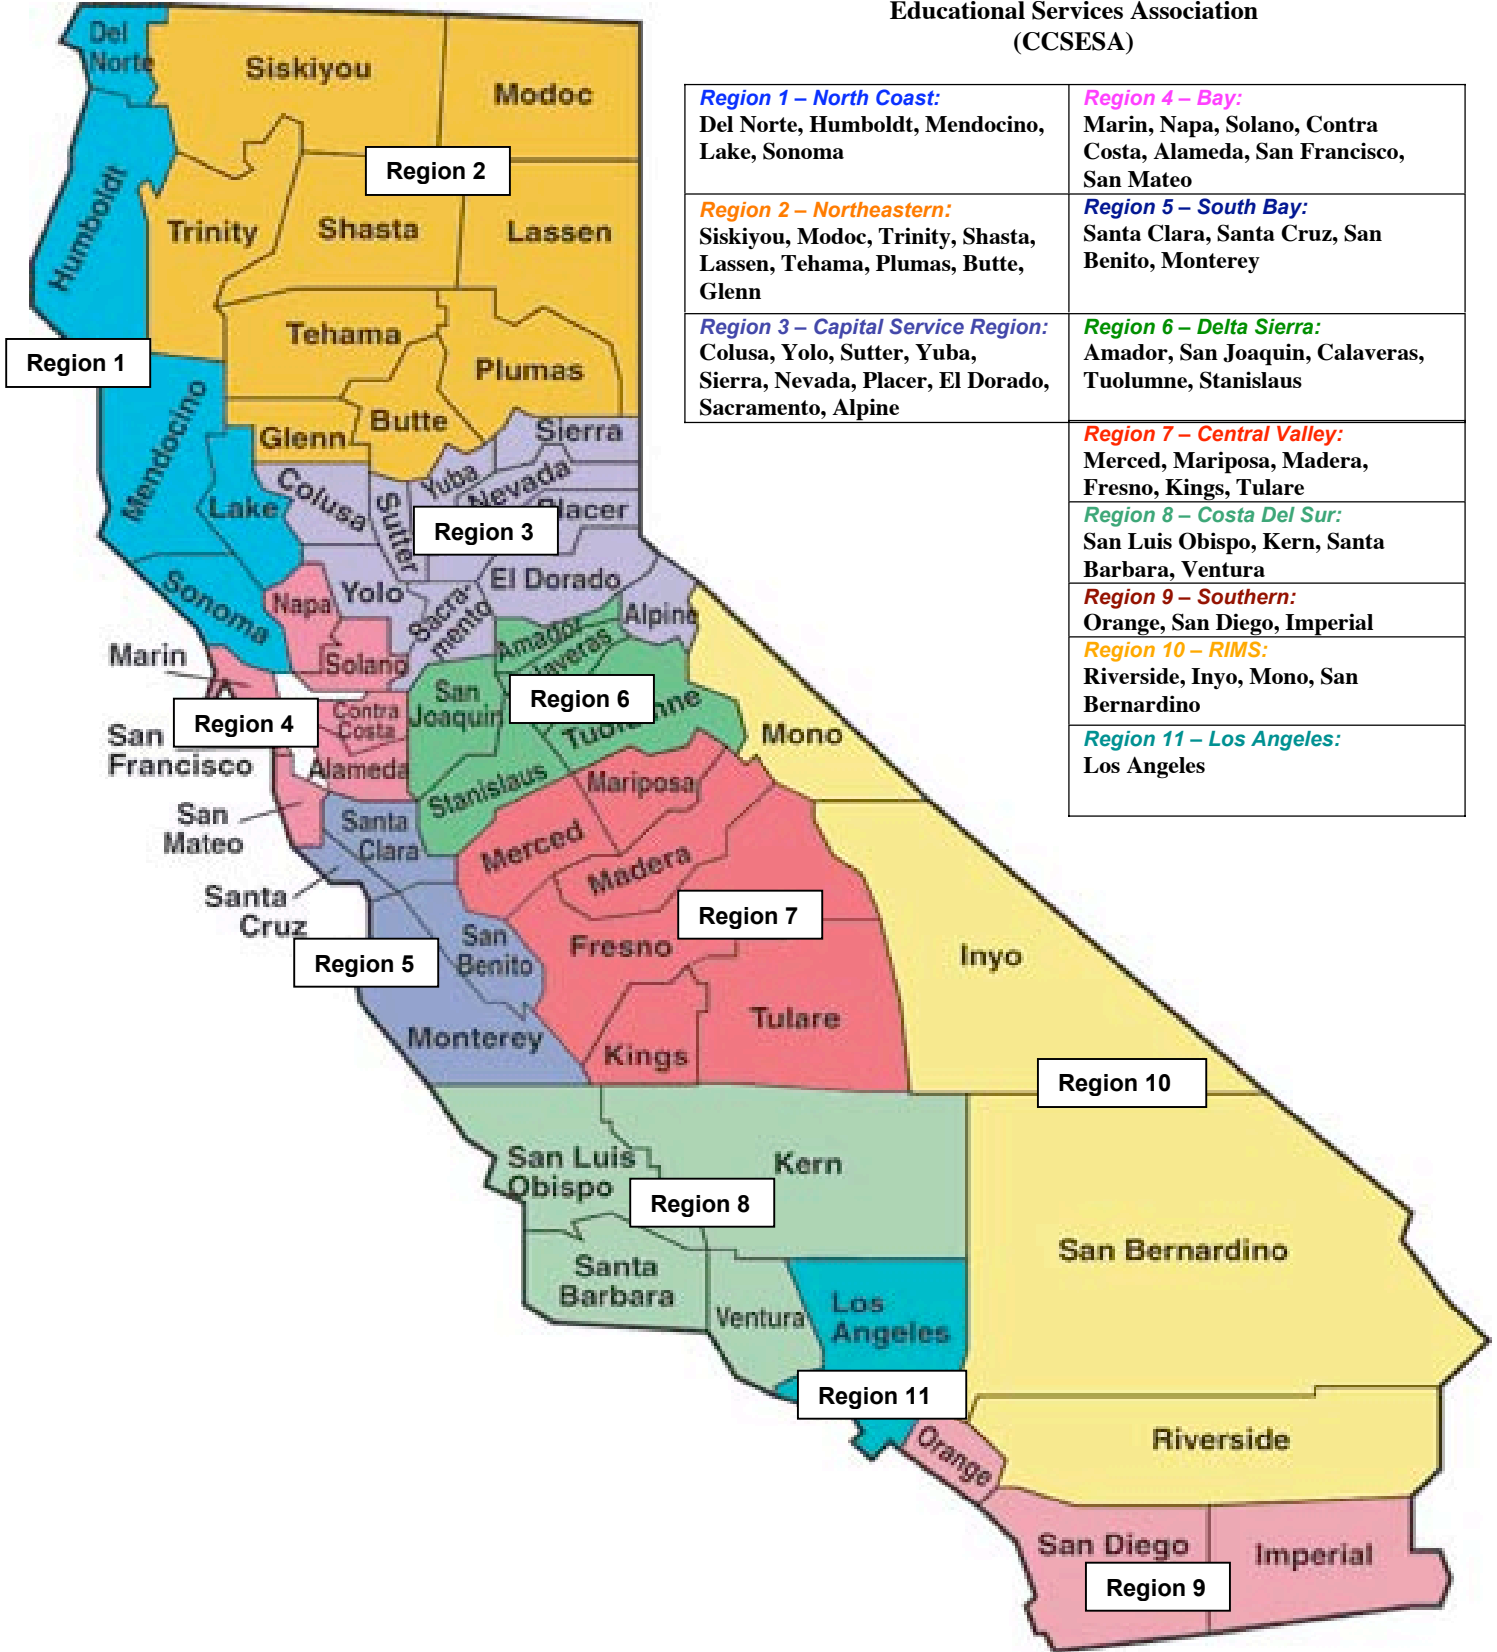 Educational Services Association
(CCSESA)
Region 1 – North Coast:
Del Norte, Humboldt, Mendocino,
Lake, Sonoma
Region 4 – Bay:
Marin, Napa, Solano, Contra
Costa, Alameda, San Francisco,
San Mateo
Region 2 – Northeastern:
Siskiyou, Modoc, Trinity, Shasta,
Lassen, Tehama, Plumas, Butte,
Glenn
Region 5 – South Bay:
Santa Clara, Santa Cruz, San
Benito, Monterey
Region 3 – Capital Service Region:
Colusa, Yolo, Sutter, Yuba,
Sierra, Nevada, Placer, El Dorado,
Sacramento, Alpine
Region 6 – Delta Sierra:
Amador, San Joaquin, Calaveras,
Tuolumne, Stanislaus
Region 7 – Central Valley:
Merced, Mariposa, Madera,
Fresno, Kings, Tulare
Region 8 – Costa Del Sur:
San Luis Obispo, Kern, Santa
Barbara, Ventura
Region 9 – Southern:
Orange, San Diego, Imperial
Region 10 – RIMS:
Riverside, Inyo, Mono, San
Bernardino
Region 11 – Los Angeles:
Los Angeles
Del
Norte
Siskiyou
Modoc
Region 2
Humboldt
Trinity
Shasta
Lassen
Region 1
Tehama
Plumas
Mendocino
Glenn
Butte
Sierra
Lake
Colusa
Sutter
Yuba
Nevada
Placer
Region 3
Sonoma
Napa
Yolo
El Dorado
Sacra-
mento
Alpine
Marin
Solano
Amador
laveras
Region 4
Contra
Costa
San
Joaquin
Region 6
Tuolumne
Mono
San
Francisco
Alameda
Stanislaus
Mariposa
San
Mateo
Santa
Clara
Merced
Madera
Santa
Cruz
Region 7
Region 5
San
Benito
Fresno
Inyo
Monterey
Kings
Tulare
Region 10
San Luis
Obispo
Kern
Region 8
San Bernardino
Santa
Barbara
Ventura
Los
Angeles
Region 11
Orange
Riverside
San Diego
Imperial
Region 9